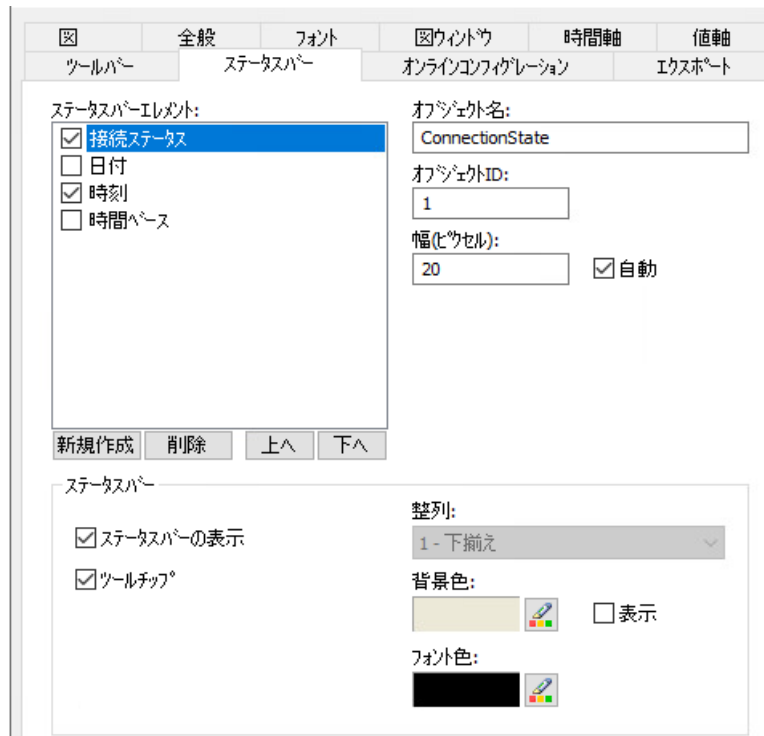 図 全般 フォント 図ウィンドウ 時間軸 値軸
ツールバー ステータスバー オンラインコンフィグレーション エクスポート
ステータスバーエレメント:
オブジェクト名:
接続ステータス
ConnectionState
日付
オブジェクトID:
時刻
1
時間ベース
幅(ピクセル):
20
自動
新規作成 削除 上へ 下へ
ステータスバー
整列:
ステータスバーの表示
1 - 下揃え
ツールチップ
背景色:
表示
フォント色: